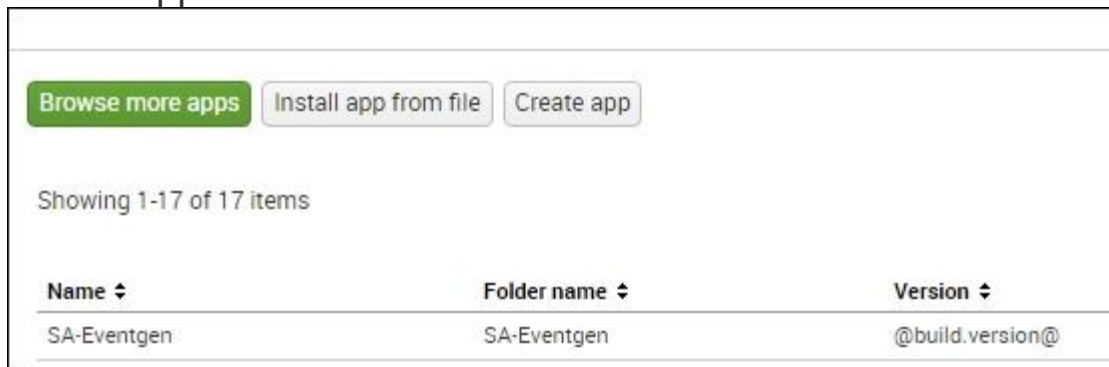 Browse more apps Install app from file Create app
Showing 1-17 of 17 items
Name Folder name Version
SA-Eventgen SA-Eventgen @build.version@